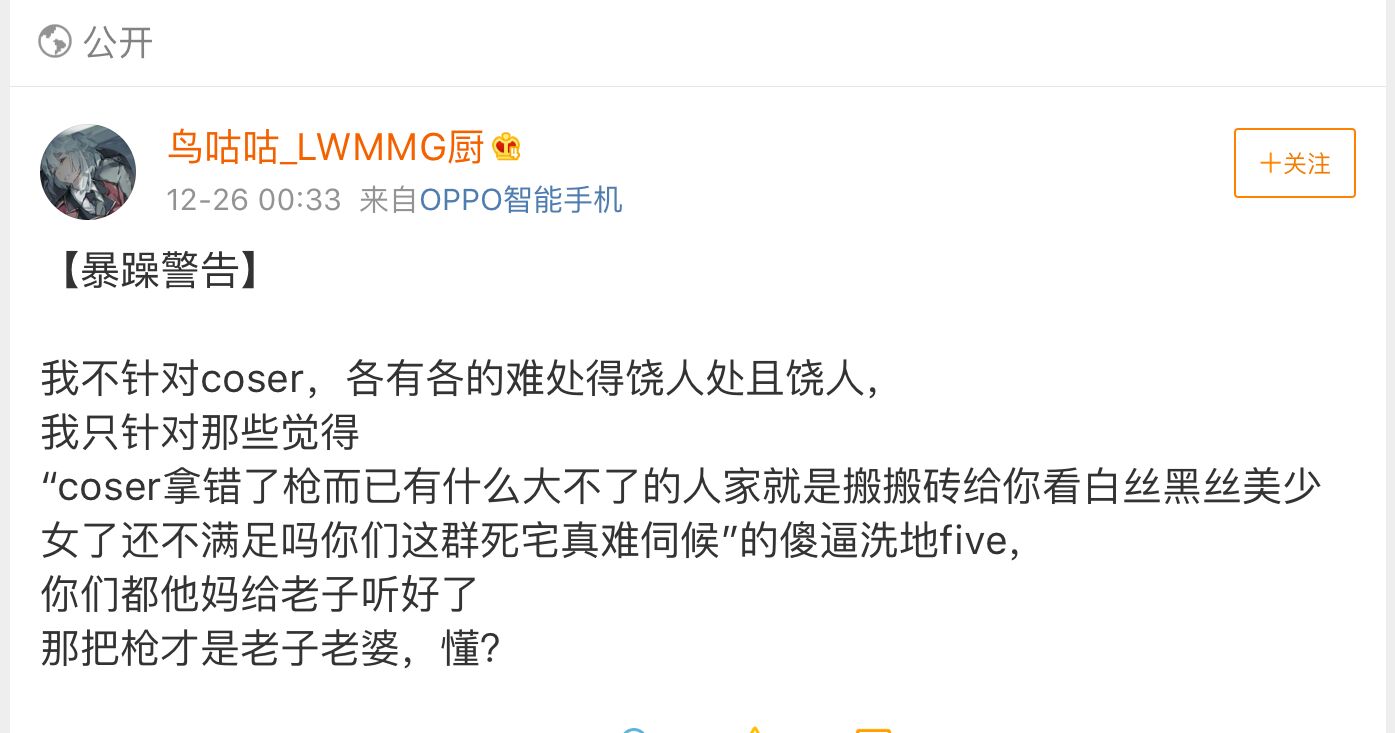 公开
鸟咕咕_LWMMG厨
+关注
12-26 00:33 来自OPPO智能手机
【暴躁警告】
我不针对coser，各有各的难处得饶人处且饶人，
我只针对那些觉得
“coser拿错了枪而已有什么大不了的人家就是搬搬砖给你看白丝黑丝美少
女了还不满足吗你们这群死宅真难伺候”的傻逼洗地five，
你们都他妈给老子听好了
那把枪才是老子老婆，懂？